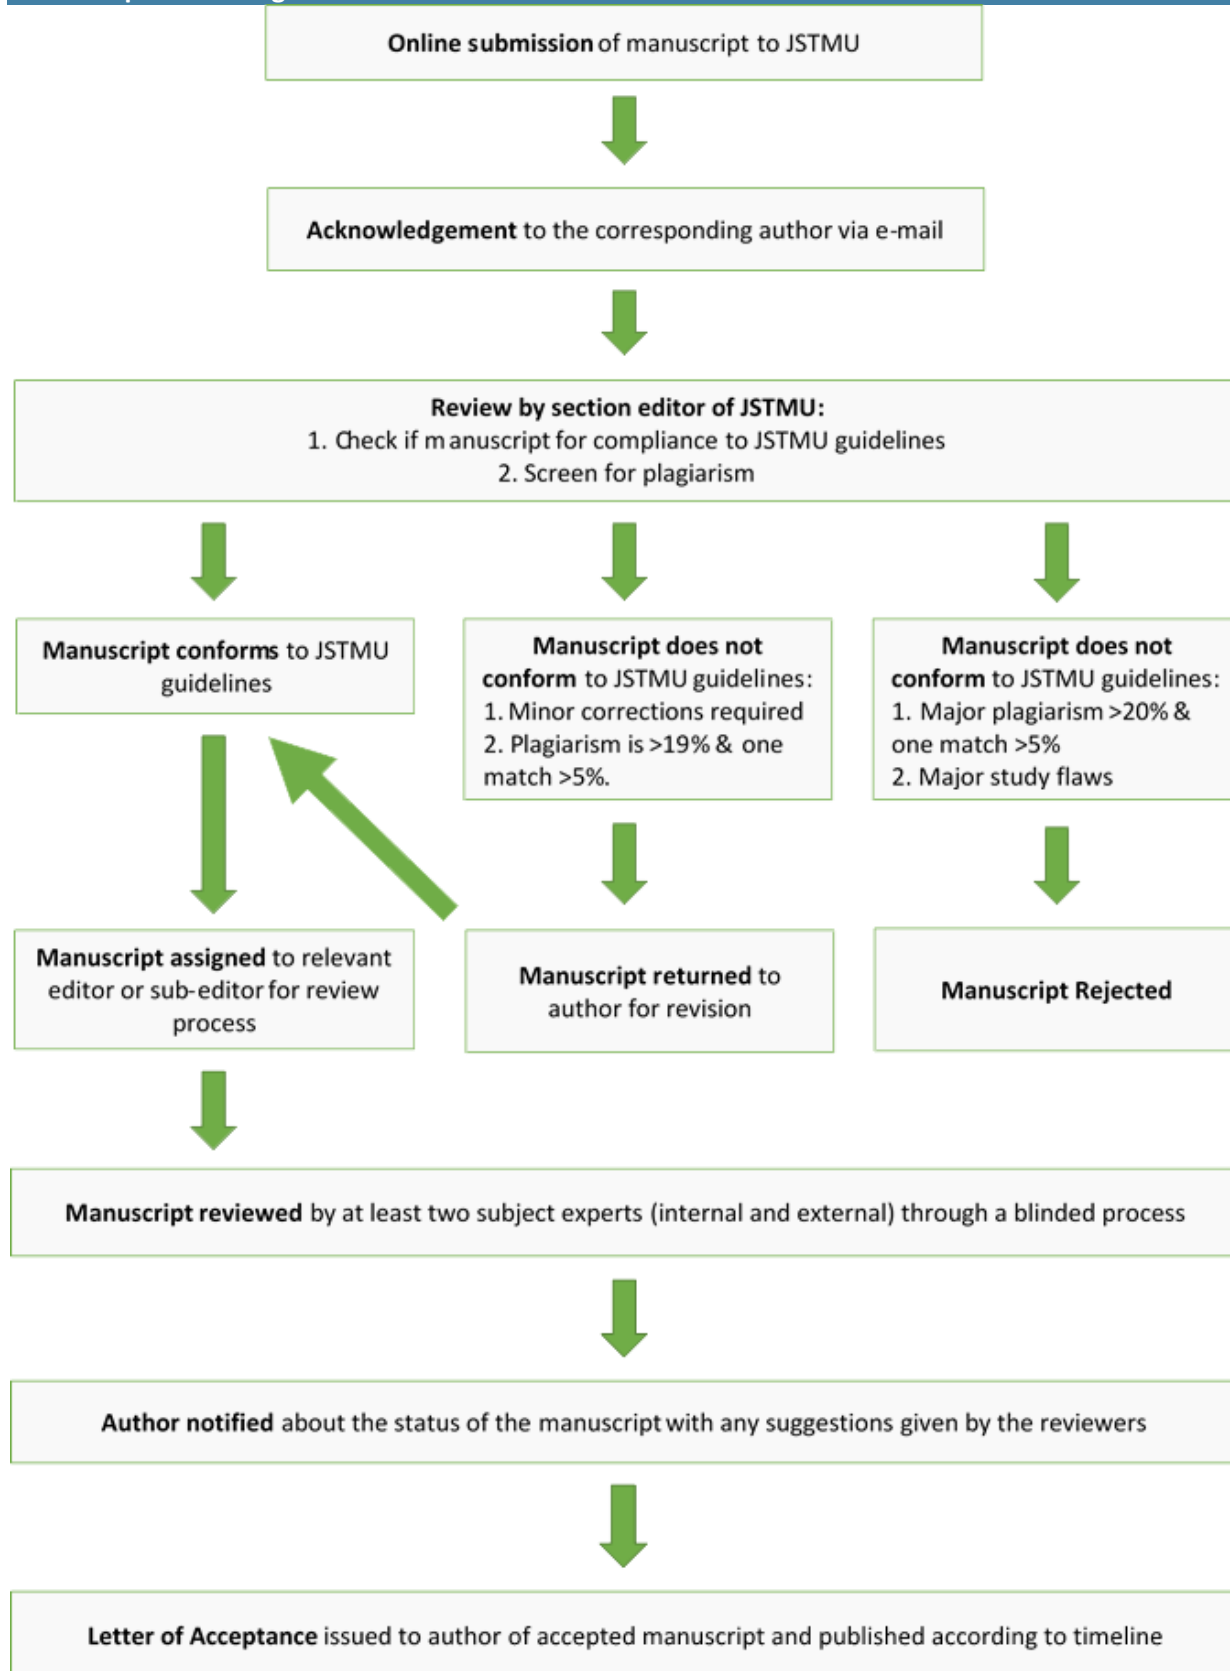 Online submission of manuscript to JSTMU
Acknowledgement to the corresponding author via e-mail
Review by section editor of JSTMU:
1. Check if manuscript for compliance to JSTMU guidelines
2. Screen for plagiarism
Manuscript conforms to JSTMU
guidelines
Manuscript does not
conform to JSTMU guidelines:
1. Minor corrections required
2. Plagiarism is >19% & one
match >5%.
Manuscript does not
conform to JSTMU guidelines:
1. Major plagiarism >20% &
one match >5%
2. Major study flaws
Manuscript assigned to relevant
editor or sub-editor for review
process
Manuscript returned to
author for revision
Manuscript Rejected
Manuscript reviewed by at least two subject experts (internal and external) through a blinded process
Author notified about the status of the manuscript with any suggestions given by the reviewers
Letter of Acceptance issued to author of accepted manuscript and published according to timeline